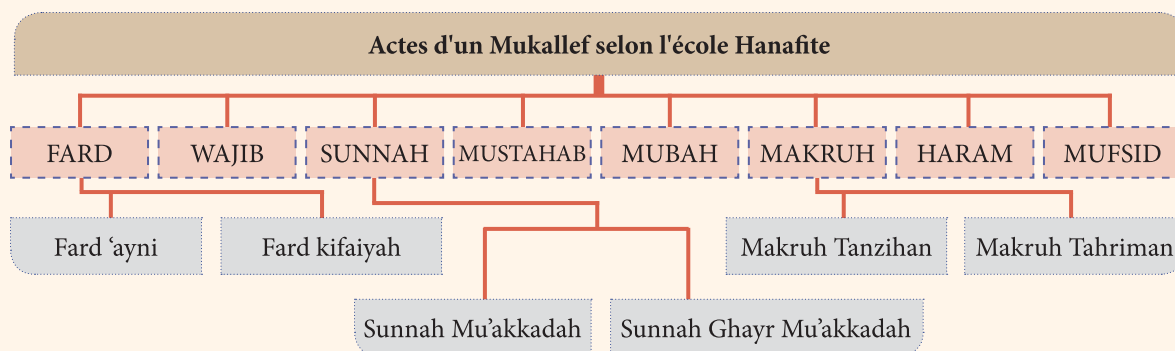 Actes d'un Mukallef selon l'école Hanafite
FARD
WAJIB
SUNNAH
MUSTAHAB
MUBAH
MAKRUH
HARAM
MUFSID
Fard ‘ayni
Fard kifaiyah
Makruh Tanzihan
Makruh Tahriman
Sunnah Mu’akkadah
Sunnah Ghayr Mu’akkadah